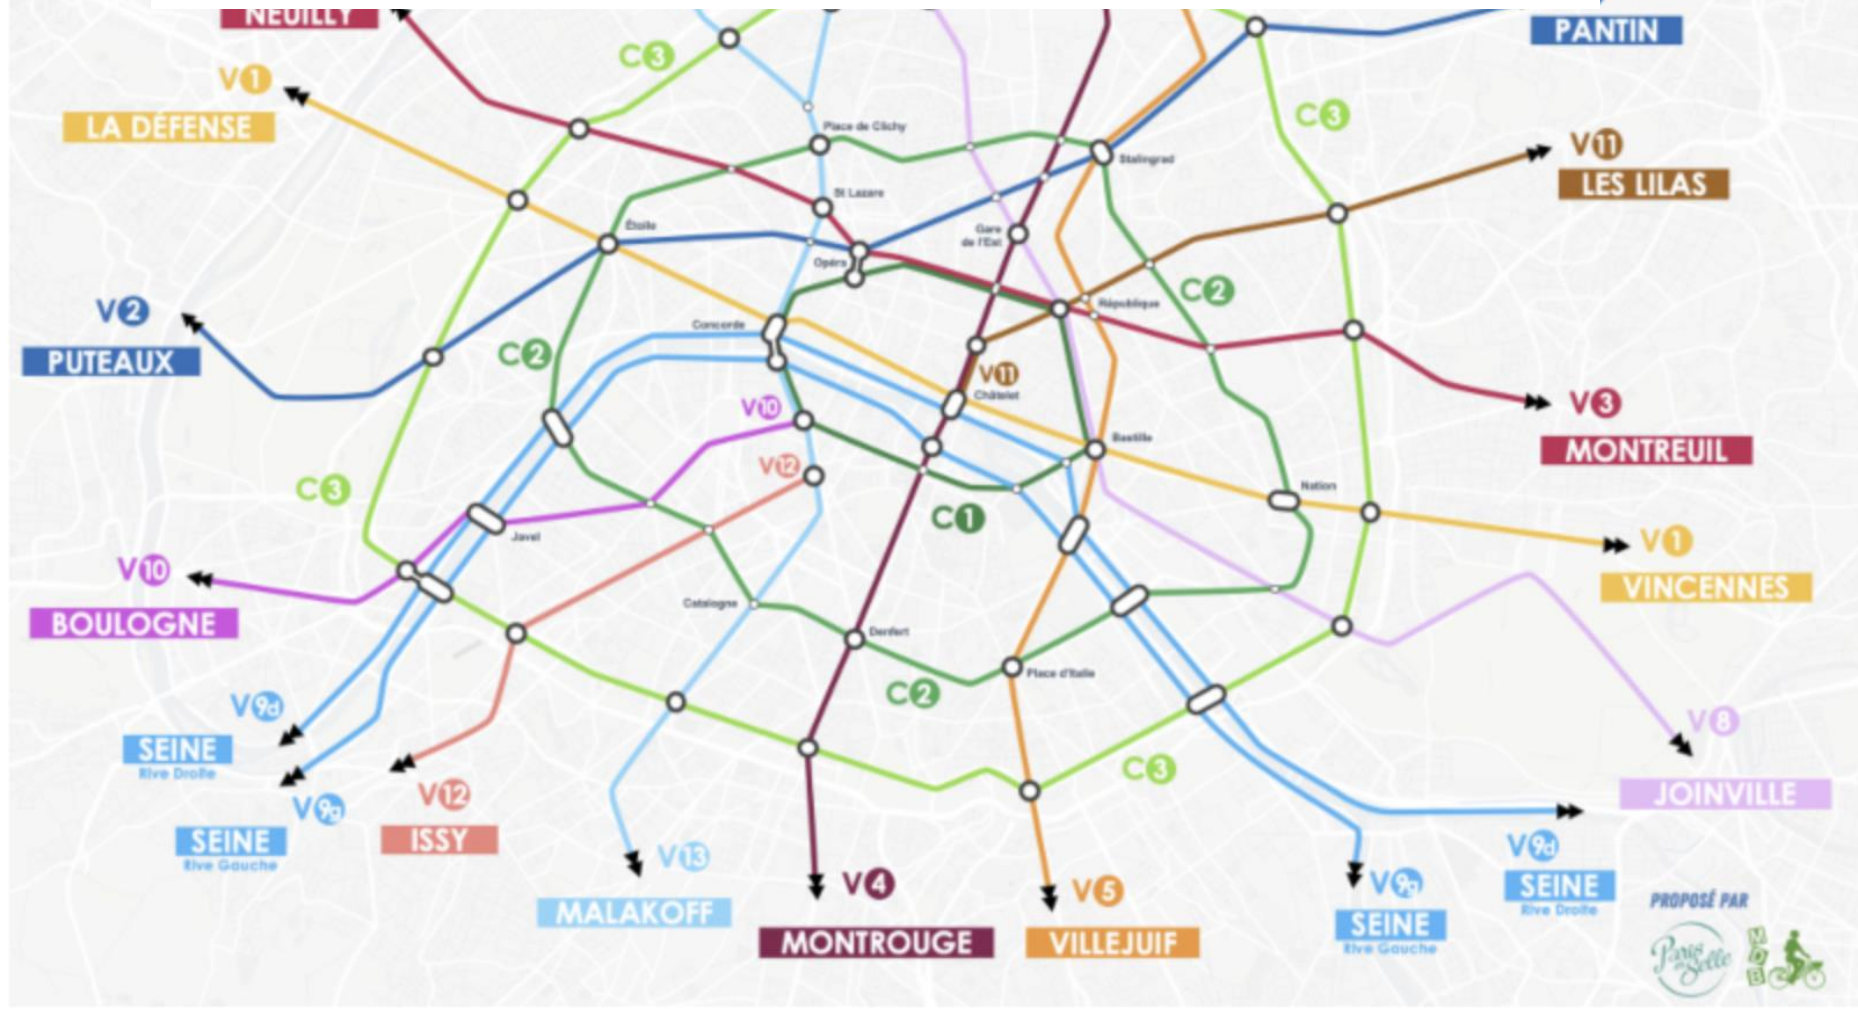 NEUILLY
PANTIN
C3
V1
LA DÉFENSE
C3
Place de Clichy
V11
LES LILAS
Stalingrad
St Lazare
Étoile
Gare
de l'Est
Opéra
C2
République
V2
PUTEAUX
Concorde
C2
V11
Châtelet
V3
MONTREUIL
V10
Bastille
V12
Nation
C3
C1
Javel
V1
VINCENNES
V10
BOULOGNE
Catalogne
Denfert
Place d'Italie
C2
V9d
SEINE
Rive Droite
V8
JOINVILLE
C3
V9g
SEINE
Rive Gauche
V12
ISSY
V13
MALAKOFF
V4
MONTROUGE
V5
VILLEJUIF
V9g
SEINE
Rive Gauche
V9d
SEINE
Rive Droite
PROPOSÉ PAR
Paris
en Selle
MDB